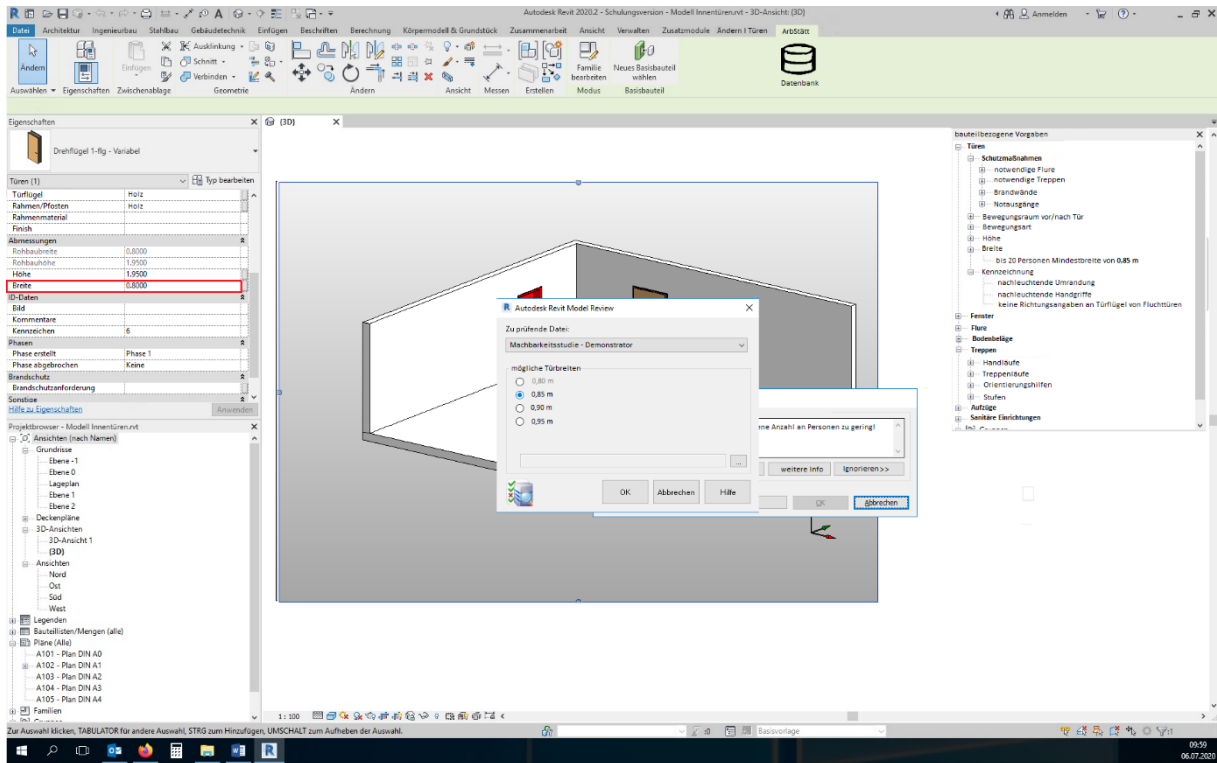 Autodesk Revit 2020.2 - Schulungsversion - Modell Innentüren.rvt - 3D-Ansicht: {3D}
Anmelden
Datei Architektur Ingenieurbau Stahlbau Gebäudetechnik Einfügen Beschriften Berechnung Körpermodell & Grundstück Zusammenarbeit Ansicht Verwalten Zusatzmodule Ändern I Türen ArbStätt
Ändern
Einfügen
Ausklinkung
Schnitt
Verbinden
Familie bearbeiten
Neues Basisbauteil wählen
Datenbank
Auswählen Eigenschaften Zwischenablage Geometrie Ändern Ansicht Messen Erstellen Modus Basisbauteil
Eigenschaften
Drehflügel 1-flg - Variabel
Türen (1)
Typ bearbeiten
Türflügel Holz
Rahmen/Pfosten Holz
Rahmenmaterial
Finish
Abmessungen
Rohbaubreite 0.8000
Rohbauhöhe 1.9500
Höhe 1.9500
Breite 0.8000
ID-Daten
Bild
Kommentare
Kennzeichen 6
Phasen
Phase erstellt Phase 1
Phase abgebrochen Keine
Brandschutz
Brandschutzanforderung
Sonstige
Hilfe zu Eigenschaften
Anwenden
Projektbrowser - Modell Innentüren.rvt
Ansichten (nach Namen)
Grundrisse
Ebene -1
Ebene 0
Lageplan
Ebene 1
Ebene 2
Deckenpläne
3D-Ansichten
3D-Ansicht 1
{3D}
Ansichten
Nord
Ost
Süd
West
Legenden
Bauteillisten/Mengen (alle)
Pläne (Alle)
A101 - Plan DIN A0
A102 - Plan DIN A1
A103 - Plan DIN A2
A104 - Plan DIN A3
A105 - Plan DIN A4
Familien
{3D}
Autodesk Revit Model Review
Zu prüfende Datei:
Machbarkeitsstudie - Demonstrator
mögliche Türbreiten
0,80 m
0,85 m
0,90 m
0,95 m
...
OK
Abbrechen
Hilfe
ene Anzahl an Personen zu gering!
weitere Info
Ignorieren>>
OK
Abbrechen
bauteilbezogene Vorgaben
Türen
Schutzmaßnahmen
notwendige Flure
notwendige Treppen
Brandwände
Notausgänge
Bewegungsraum vor/nach Tür
Bewegungsart
Höhe
Breite
bis 20 Personen Mindestbreite von 0,85 m
Kennzeichnung
nachleuchtende Umrandung
nachleuchtende Handgriffe
keine Richtungsangaben an Türflügel von Fluchttüren
Fenster
Flure
Bodenbeläge
Treppen
Handläufe
Treppenläufe
Orientierungshilfen
Stufen
Aufzüge
Sanitäre Einrichtungen
1 : 100
Zur Auswahl klicken, TABULATOR für andere Auswahl, STRG zum Hinzufügen, UMSCHALT zum Aufheben der Auswahl.
:0
Basisvorlage
09:59
06.07.2020